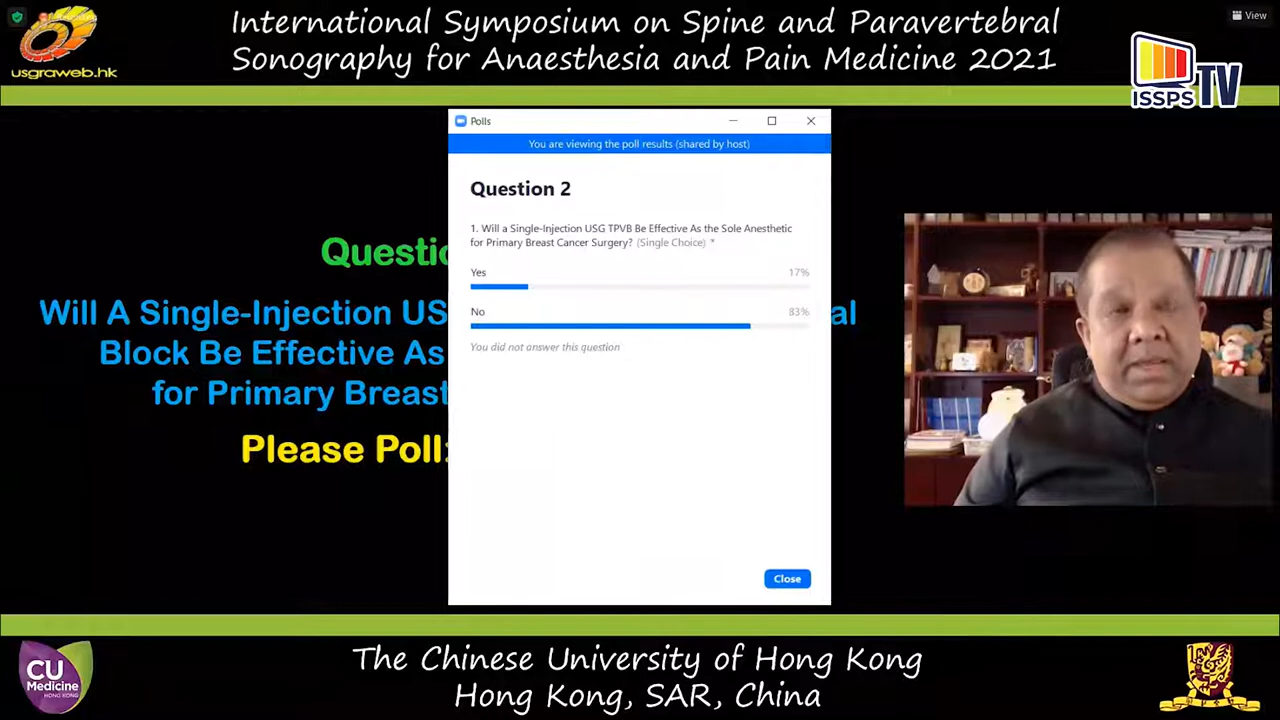 International Symposium on Spine and Paravertebral
Sonography for Anaesthesia and Pain Medicine 2021
usgraweb.hk
View
ISSPS TV
Polls
You are viewing the poll results (shared by host)
Question 2
1. Will a Single-Injection USG TPVB Be Effective As the Sole Anesthetic
for Primary Breast Cancer Surgery? (Single Choice) *
Yes 17%
No 83%
You did not answer this question
Close
Questio
Will A Single-Injection US al
Block Be Effective As
for Primary Breast
Please Poll:
CU
Medicine
HONG KONG
The Chinese University of Hong Kong
Hong Kong, SAR, China